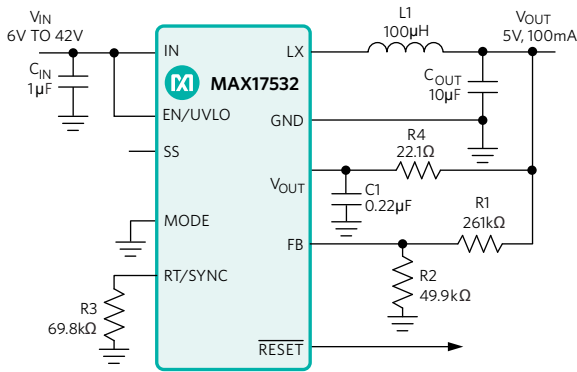 VIN
6V TO 42V
CIN
1µF
IN
EN/UVLO
SS
MODE
RT/SYNC
R3
69.8kΩ
MAX17532
LX
GND
VOUT
FB
RESET
L1
100µH
VOUT
5V, 100mA
COUT
10µF
R4
22.1Ω
C1
0.22µF
R1
261kΩ
R2
49.9kΩ